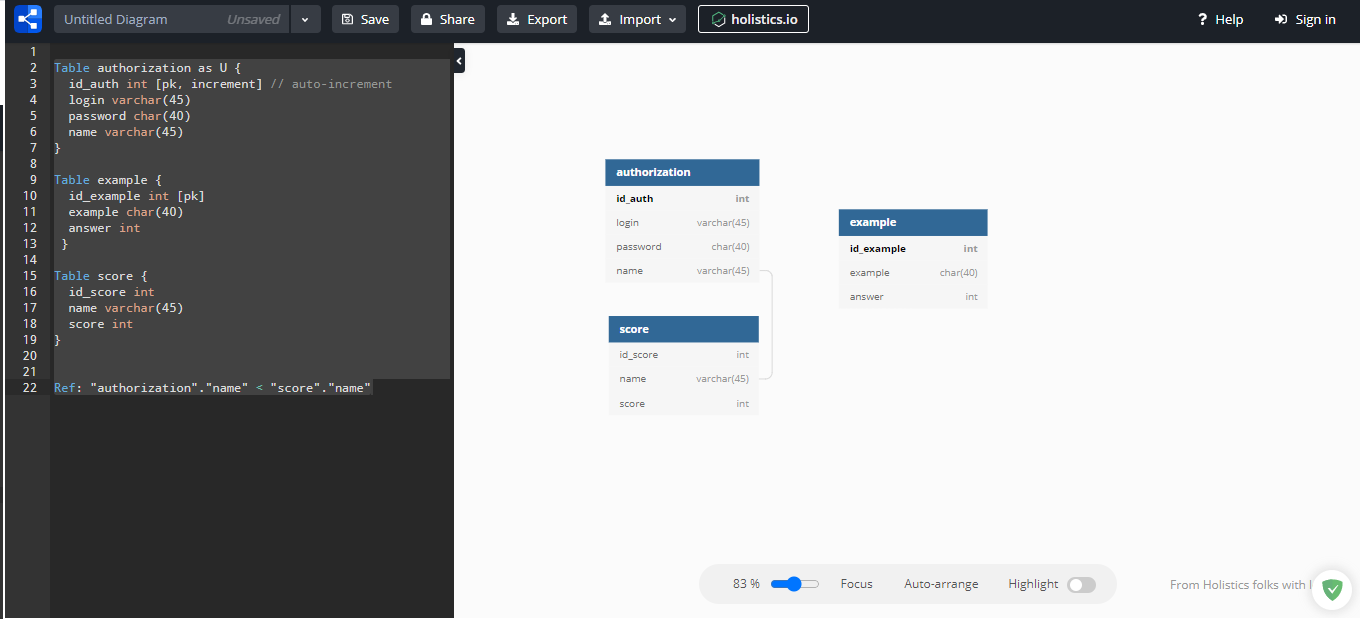 Untitled Diagram Unsaved Save Share Export Import holistics.io ? Help Sign in
1
2 Table authorization as U {
3 id_auth int [pk, increment] // auto-increment
4 login varchar(45)
5 password char(40)
6 name varchar(45)
7 }
8
9 Table example {
10 id_example int [pk]
11 example char(40)
12 answer int
13 }
14
15 Table score {
16 id_score int
17 name varchar(45)
18 score int
19 }
20
21
22 Ref: "authorization"."name" < "score"."name"
authorization
id_auth int
login varchar(45)
password char(40)
name varchar(45)
example
id_example int
example char(40)
answer int
score
id_score int
name varchar(45)
score int
83 % Focus Auto-arrange Highlight
From Holistics folks with